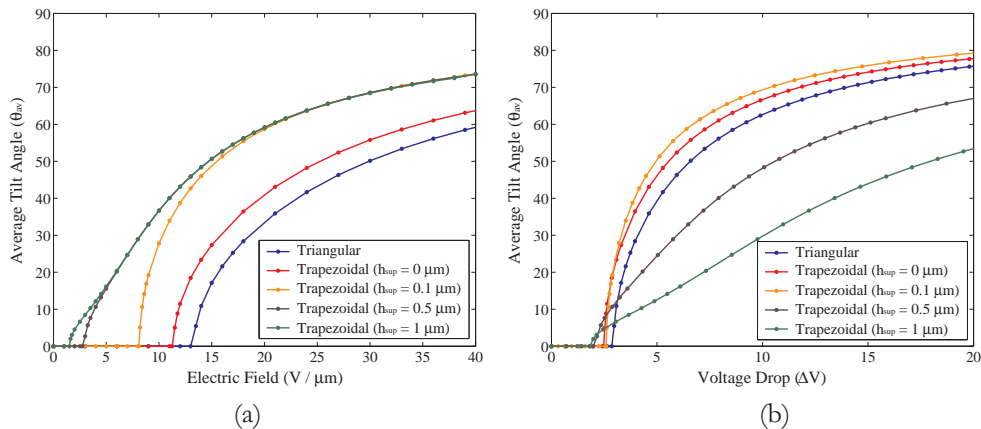 90
80
70
60
50
40
30
20
10
0
Average Tilt Angle (θav)
0 5 10 15 20 25 30 35 40
Electric Field (V / μm)
Triangular
Trapezoidal (hsup = 0 μm)
Trapezoidal (hsup = 0.1 μm)
Trapezoidal (hsup = 0.5 μm)
Trapezoidal (hsup = 1 μm)
(a)
90
80
70
60
50
40
30
20
10
0
Average Tilt Angle (θav)
0 5 10 15 20
Voltage Drop (ΔV)
Triangular
Trapezoidal (hsup = 0 μm)
Trapezoidal (hsup = 0.1 μm)
Trapezoidal (hsup = 0.5 μm)
Trapezoidal (hsup = 1 μm)
(b)